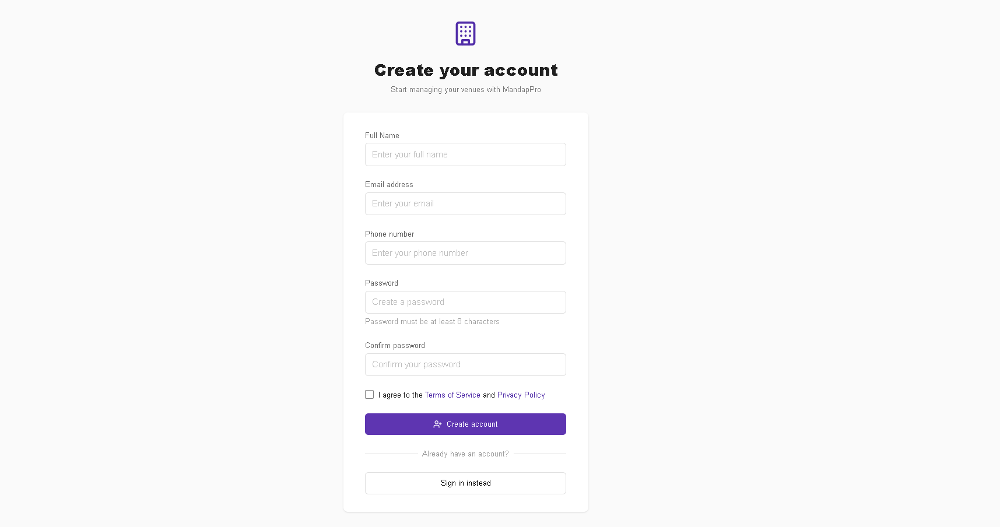 Create your account
Start managing your venues with MandapPro
Full Name
Enter your full name
Email address
Enter your email
Phone number
Enter your phone number
Password
Create a password
Password must be at least 8 characters
Confirm password
Confirm your password
I agree to the Terms of Service and Privacy Policy
Create account
Already have an account?
Sign in instead